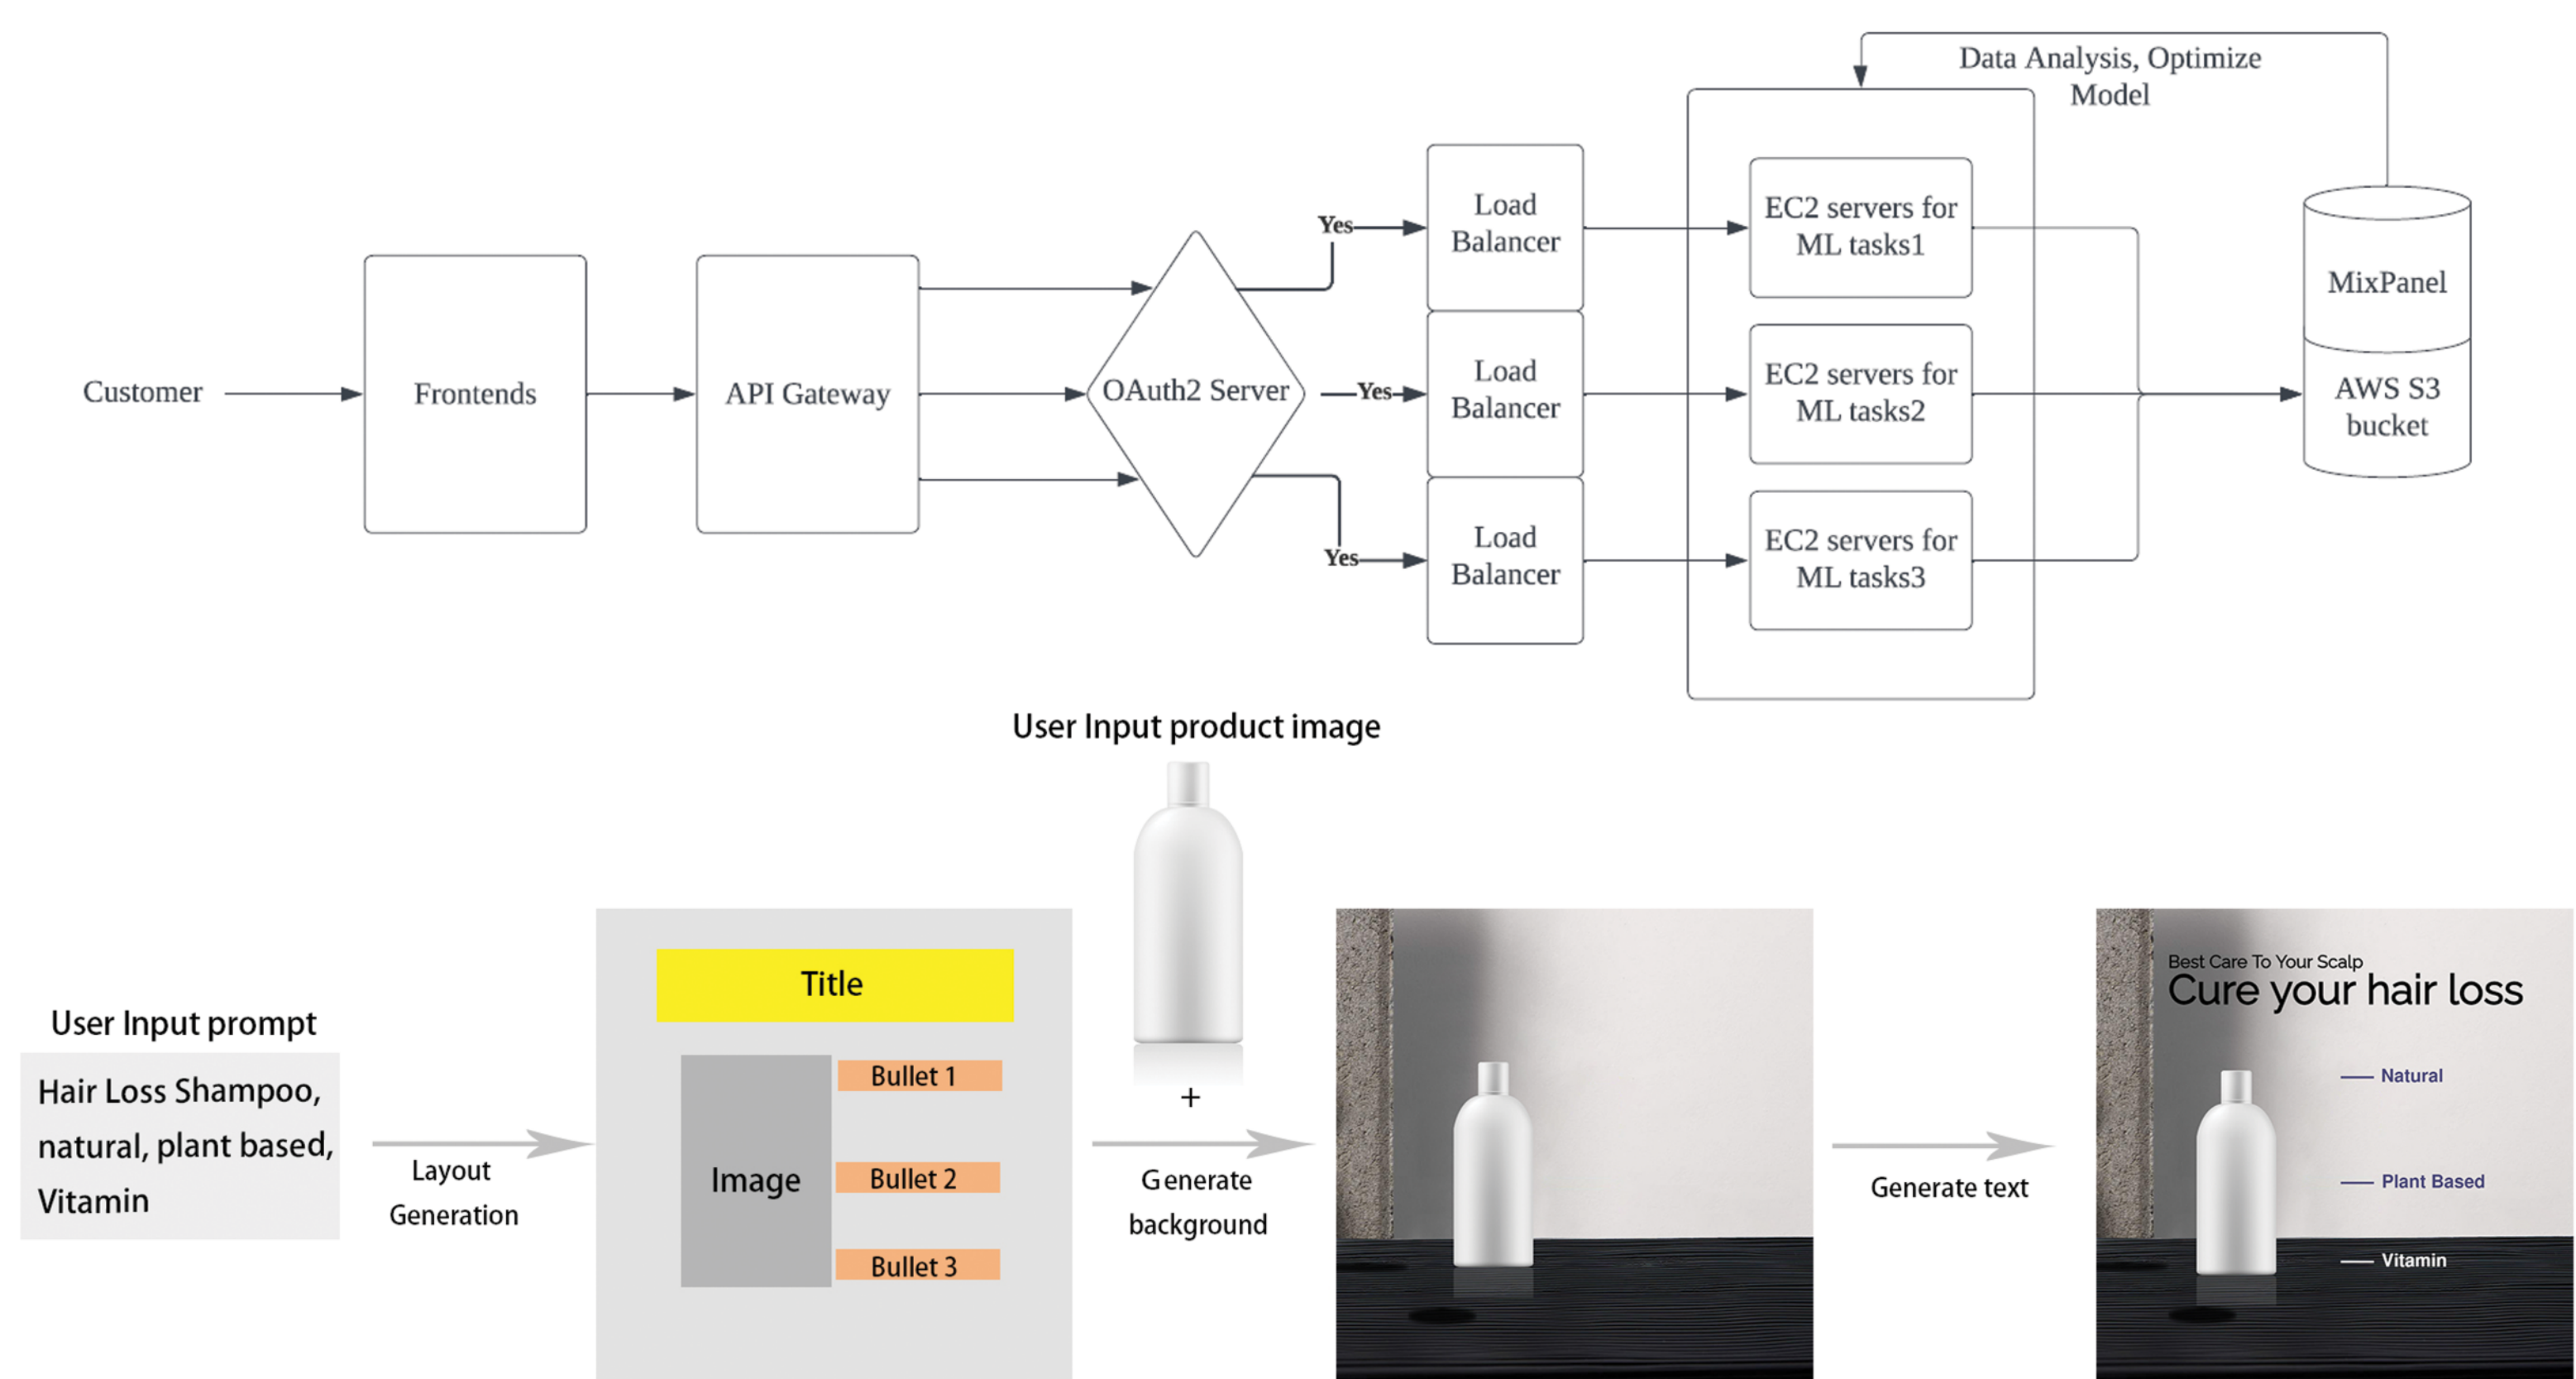 Data Analysis, Optimize
Model
Customer
Frontends
API Gateway
OAuth2 Server
Yes
Yes
Yes
Load
Balancer
Load
Balancer
Load
Balancer
EC2 servers for
ML tasks1
EC2 servers for
ML tasks2
EC2 servers for
ML tasks3
MixPanel
AWS S3
bucket
User Input product image
User Input prompt
Hair Loss Shampoo,
natural, plant based,
Vitamin
Layout
Generation
Title
Image
Bullet 1
Bullet 2
Bullet 3
+
Generate
background
Generate text
Best Care To Your Scalp
Cure your hair loss
Natural
Plant Based
Vitamin